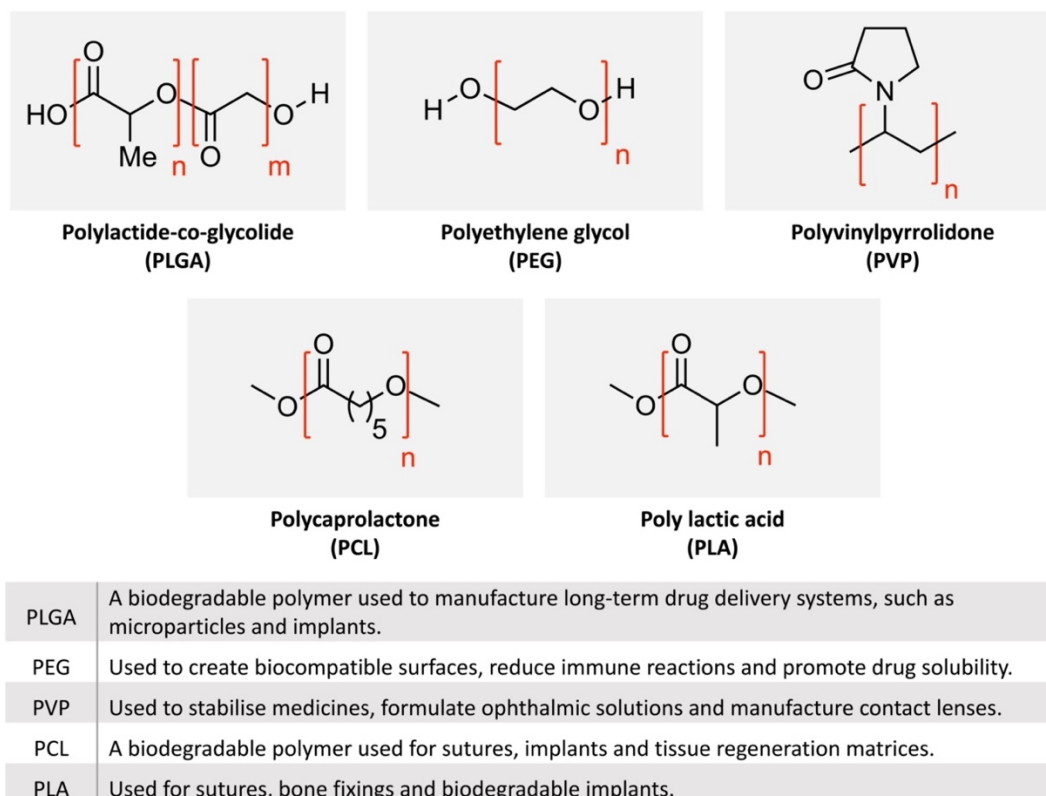 O
HO
O
O
H
Me
n
O
m
H
O
O
H
n
O
N
n
Polylactide-co-glycolide
(PLGA)
Polyethylene glycol
(PEG)
Polyvinylpyrrolidone
(PVP)
O
O
O
5
n
O
O
O
n
Polycaprolactone
(PCL)
Poly lactic acid
(PLA)
PLGA
A biodegradable polymer used to manufacture long-term drug delivery systems, such as
microparticles and implants.
PEG Used to create biocompatible surfaces, reduce immune reactions and promote drug solubility.
PVP Used to stabilise medicines, formulate ophthalmic solutions and manufacture contact lenses.
PCL A biodegradable polymer used for sutures, implants and tissue regeneration matrices.
PLA Used for sutures, bone fixings and biodegradable implants.